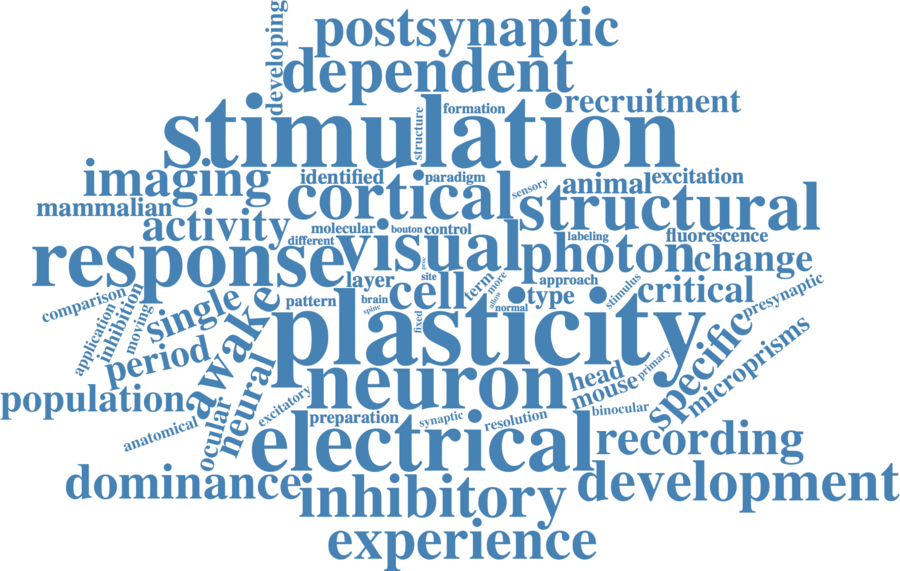 developing
postsynaptic
dependent
stimulation
formation
structure
recruitment
imaging
identified
paradigm
cortical
sensory
animal
excitation
mammalian
activity
structural
molecular
bouton
control
different
visual
labeling
fluorescence
response
photon
change
layer
site
cell
term
more
approach
type
stimulus
critical
presynaptic
comparison
application
inhibition
moving
single
awake
pattern
brain
spine
fixed
allow
normal
plasticity
period
neural
neuron
head
mouse
primary
specific
microprisms
population
ocular
excitatory
preparation
synaptic
resolution
binocular
anatomical
electrical
recording
dominance
inhibitory
development
experience